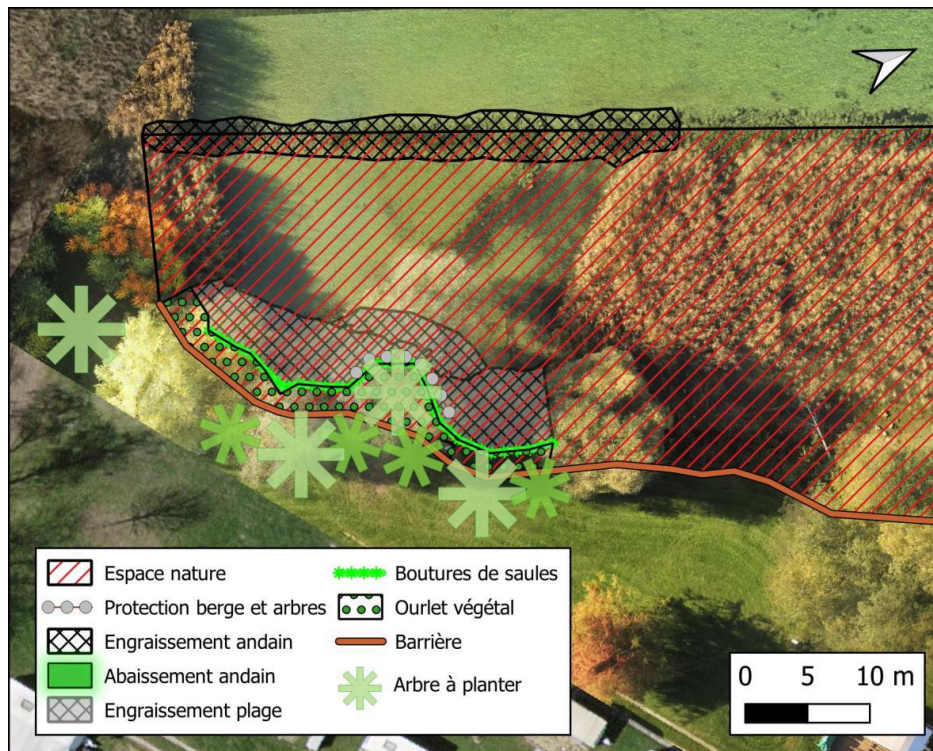 Espace nature
Protection berge et arbres
Engraissement andain
Abaissement andain
Engraissement plage
Boutures de saules
Ourlet végétal
Barrière
Arbre à planter
0 5 10 m